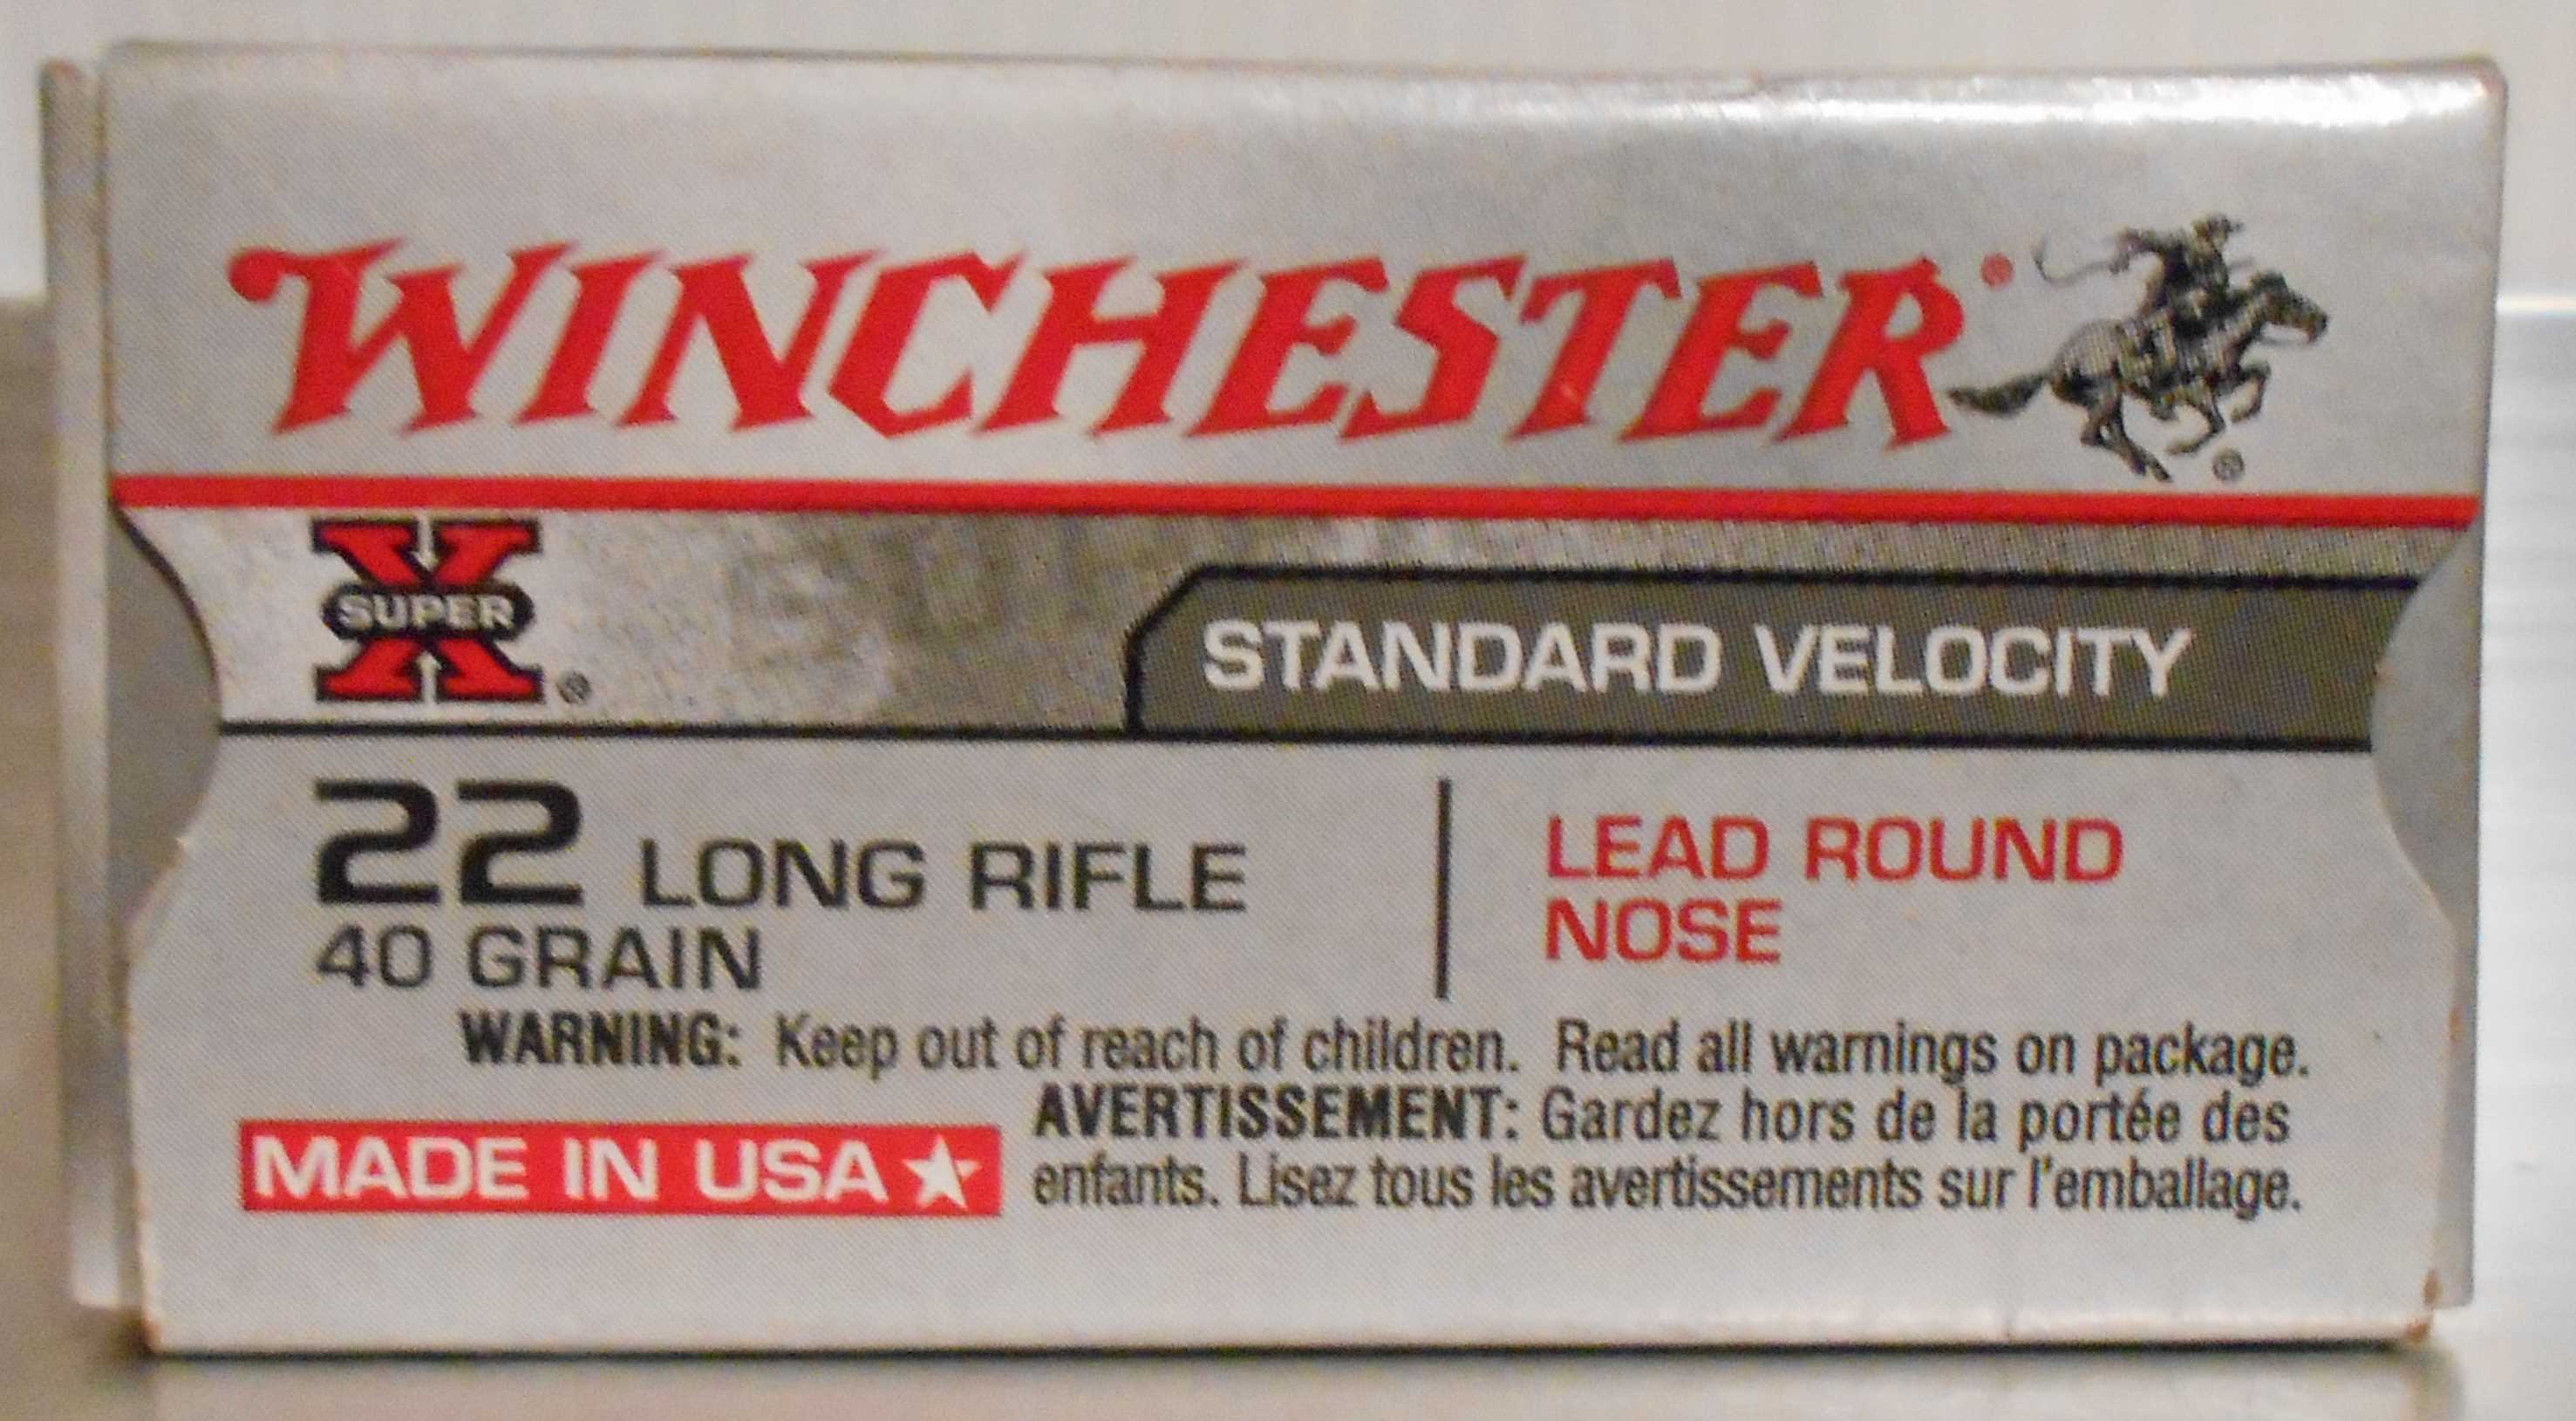 WINCHESTER®
®
X SUPER ®
STANDARD VELOCITY
22 LONG RIFLE
40 GRAIN
LEAD ROUND
NOSE
WARNING: Keep out of reach of children. Read all warnings on package.
AVERTISSEMENT: Gardez hors de la portée des
enfants. Lisez tous les avertissements sur l'emballage.
MADE IN USA